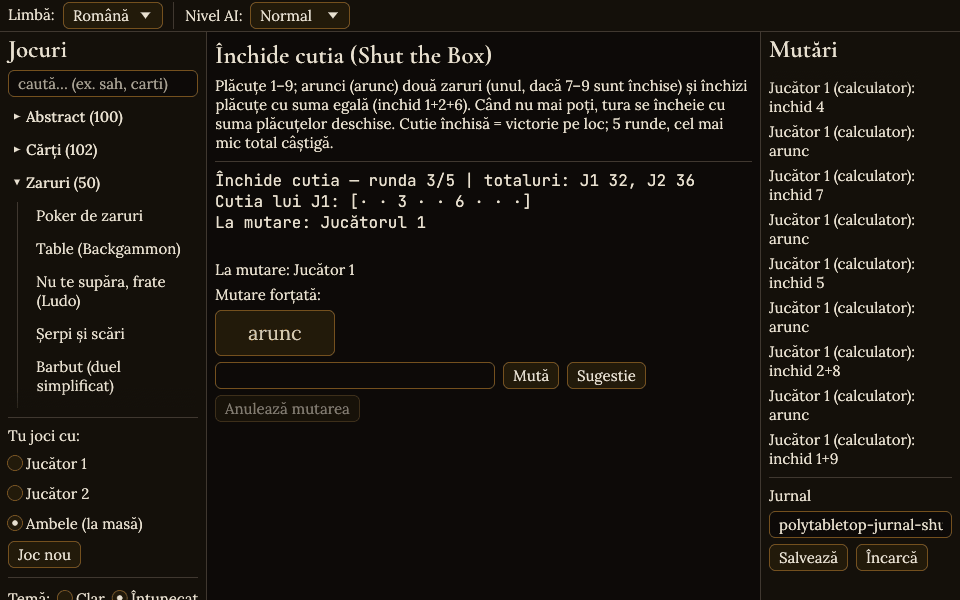 Limbă: Română ▼ Nivel AI: Normal ▼
Jocuri
caută... (ex. sah, carti)
▸ Abstract (100)
▸ Cărți (102)
▾ Zaruri (50)
Poker de zaruri
Table (Backgammon)
Nu te supăra, frate
(Ludo)
Șerpi și scări
Barbut (duel
simplificat)
Tu joci cu:
Jucător 1
Jucător 2
Ambele (la masă)
Joc nou
Temă: Clar Întunecat
Închide cutia (Shut the Box)
Plăcuțe 1–9; arunci (arunc) două zaruri (unul, dacă 7–9 sunt închise) și închizi
plăcuțe cu suma egală (inchid 1+2+6). Când nu mai poți, tura se încheie cu
suma plăcuțelor deschise. Cutie închisă = victorie pe loc; 5 runde, cel mai
mic total câștigă.
Închide cutia — runda 3/5 | totaluri: J1 32, J2 36
Cutia lui J1: [· · 3 · · 6 · · ·]
La mutare: Jucătorul 1
La mutare: Jucător 1
Mutare forțată:
arunc
Mută Sugestie
Anulează mutarea
Mutări
Jucător 1 (calculator):
inchid 4
Jucător 1 (calculator):
arunc
Jucător 1 (calculator):
inchid 7
Jucător 1 (calculator):
arunc
Jucător 1 (calculator):
inchid 5
Jucător 1 (calculator):
arunc
Jucător 1 (calculator):
inchid 2+8
Jucător 1 (calculator):
arunc
Jucător 1 (calculator):
inchid 1+9
Jurnal
polytabletop-jurnal-shu
Salvează Încarcă